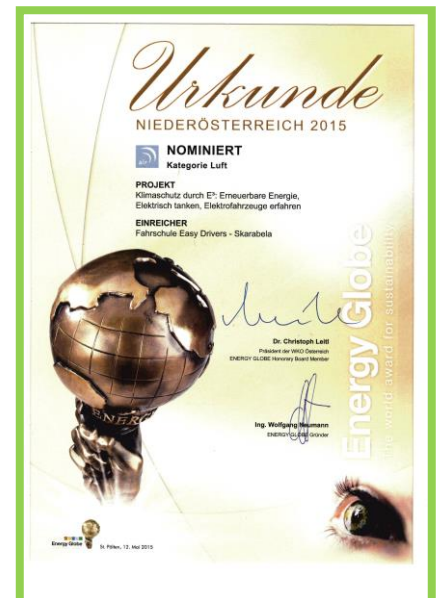 Urkunde
NIEDERÖSTERREICH 2015
NOMINIERT
Kategorie Luft
PROJEKT
Klimaschutz durch E³: Erneuerbare Energie,
Elektrisch tanken, Elektrofahrzeuge erfahren
EINREICHER
Fahrschule Easy Drivers - Skarabela
Dr. Christoph Leitl
Präsident der WKO Österreich
ENERGY GLOBE Honorary Board Member
Ing. Wolfgang Neumann
ENERGY GLOBE Gründer
Energy Globe
The world award for sustainability
ENERGY
Energy Globe
St. Pölten, 12. Mai 2015